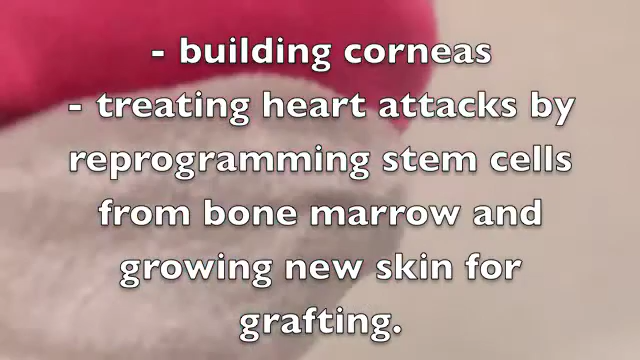 - building corneas
- treating heart attacks by
reprogramming stem cells
from bone marrow and
growing new skin for
grafting.